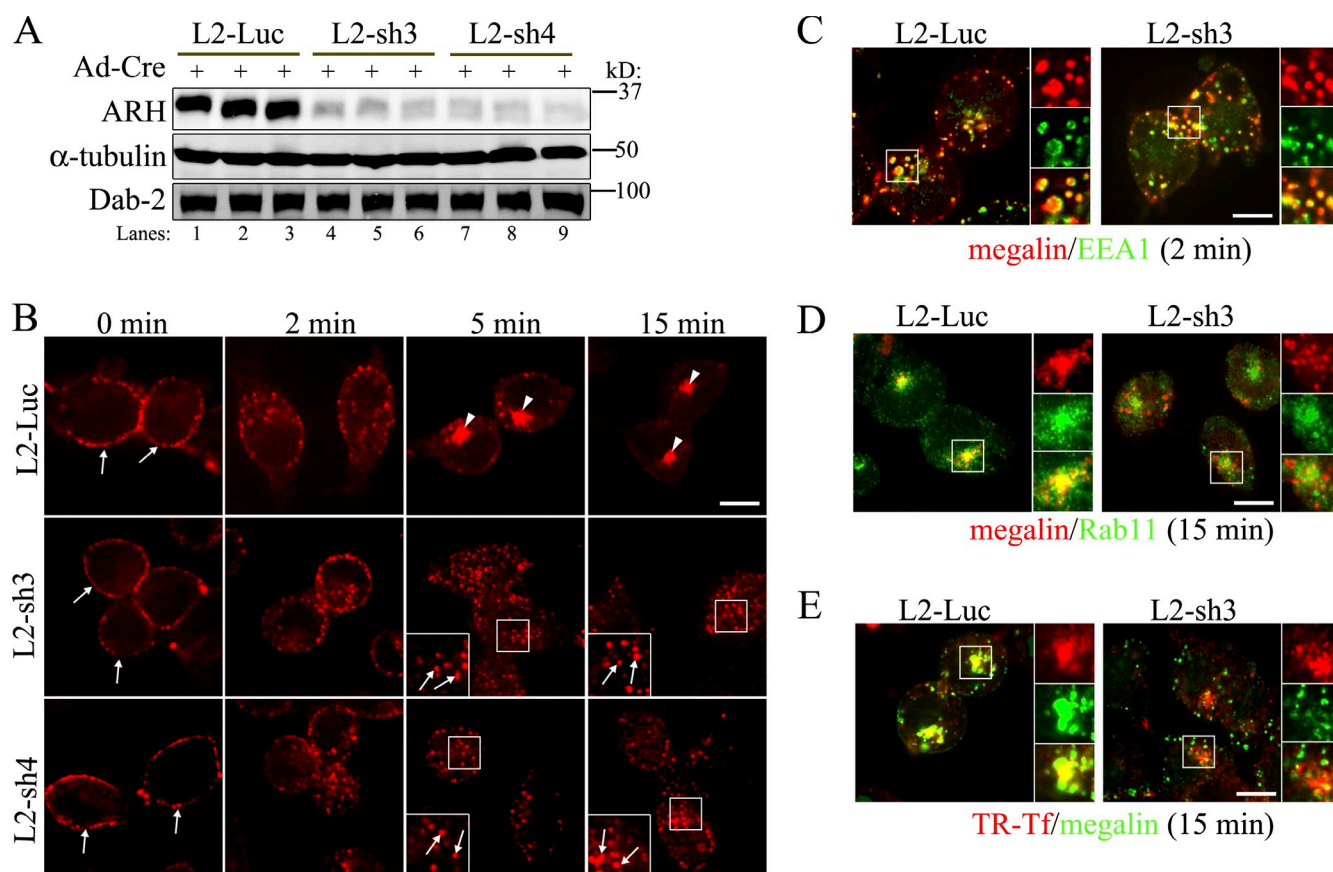 A
L2-Luc L2-sh3 L2-sh4
Ad-Cre + + + + + + + + + kD:
ARH 37
α-tubulin 50
Dab-2 100
Lanes: 1 2 3 4 5 6 7 8 9
B
0 min 2 min 5 min 15 min
L2-Luc
L2-sh3
L2-sh4
C
L2-Luc L2-sh3
megalin/EEA1 (2 min)
D
L2-Luc L2-sh3
megalin/Rab11 (15 min)
E
L2-Luc L2-sh3
TR-Tf/megalin (15 min)